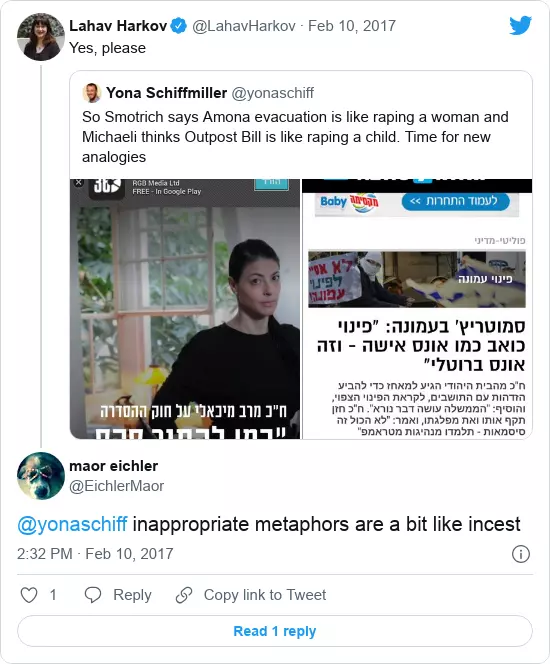 Lahav Harkov @LahavHarkov · Feb 10, 2017
Yes, please
Yona Schiffmiller @yonaschiff
So Smotrich says Amona evacuation is like raping a woman and
Michaeli thinks Outpost Bill is like raping a child. Time for new
analogies
RGB Media Ltd
FREE - In Google Play
הורד
ח"כ מרב מיכאלי על חוק ההסדרה
Baby
מקסימה
לעמוד התחרות >>
פוליטי-מדיני
לא
עמונה
פינוי עמונה
סמוטריץ' בעמונה: "פינוי
כואב כמו אונס אישה - וזה
אונס ברוטלי"
ח"כ מהבית היהודי הגיע למאחז כדי להביע
הזדהות עם התושבים, לקראת הפינוי הצפוי,
והוסיף: "הממשלה עושה דבר נורא". ח"כ חזן
תקף אותו ואת מפלגתו, ואמר: "לא הכול זה
סיסמאות - תלמדו מנהיגות מטראמפ"
maor eichler
@EichlerMaor
@yonaschiff inappropriate metaphors are a bit like incest
2:32 PM · Feb 10, 2017
1 Reply Copy link to Tweet
Read 1 reply